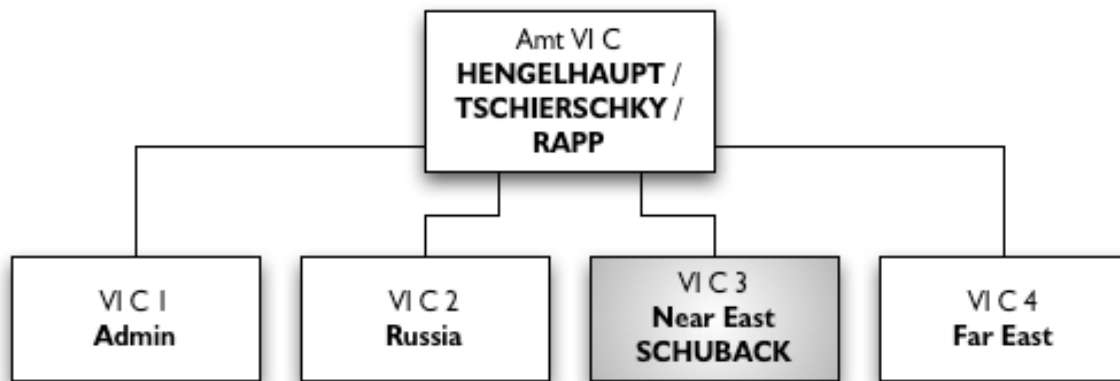 Amt VI C
HENGELHAUPT /
TSCHIERSCHKY /
RAPP
VI C 1
Admin
VI C 2
Russia
VI C 3
Near East
SCHUBACK
VI C 4
Far East